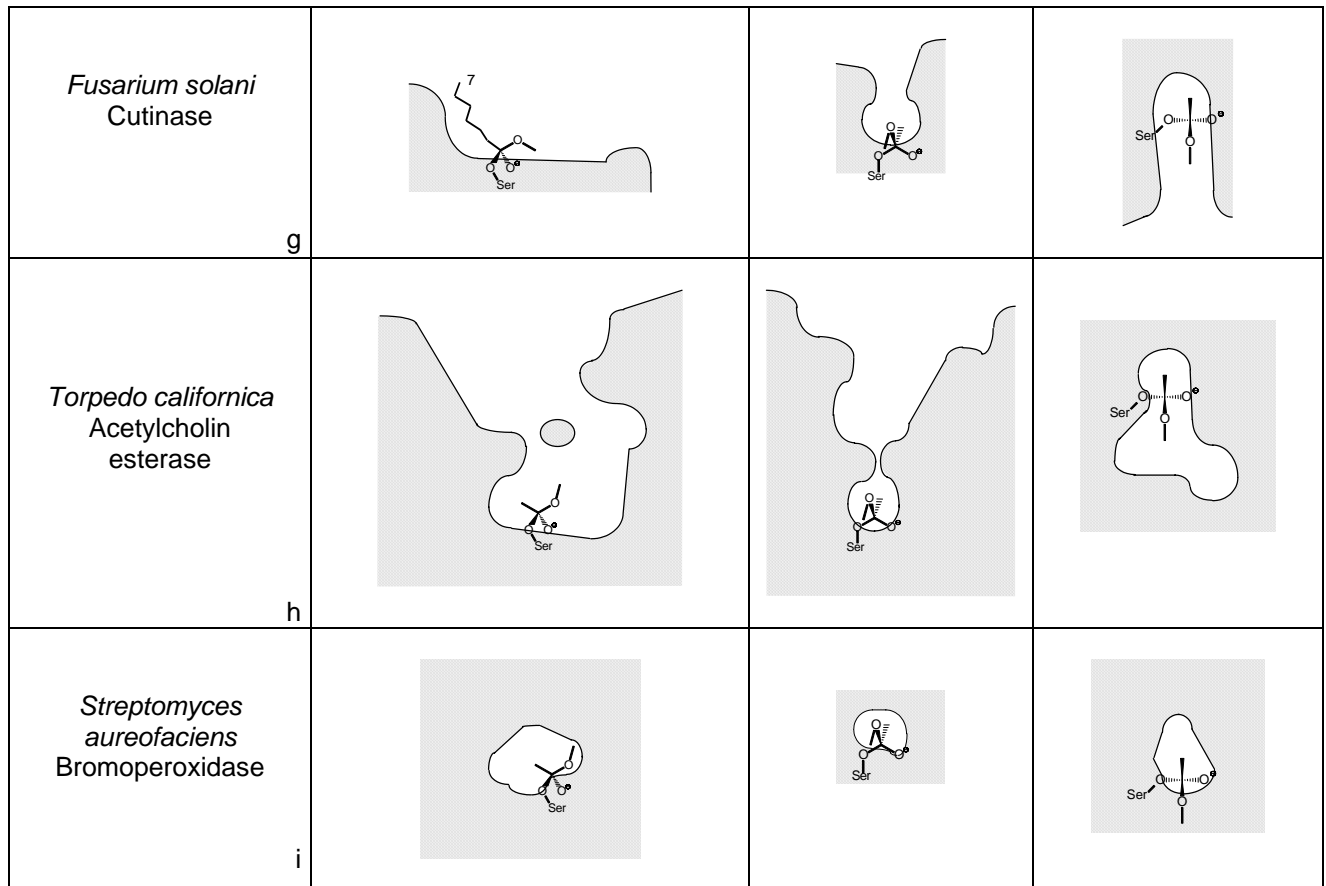 Fusarium solani
Cutinase
g
7
O
O O⊖
Ser
O
O O⊖
Ser
O O⊖
Ser
O
Torpedo californica
Acetylcholin
esterase
h
O
O O⊖
Ser
O
O O⊖
Ser
O O⊖
Ser
O
Streptomyces
aureofaciens
Bromoperoxidase
i
O
O O⊖
Ser
O
O O⊖
Ser
O O⊖
Ser
O